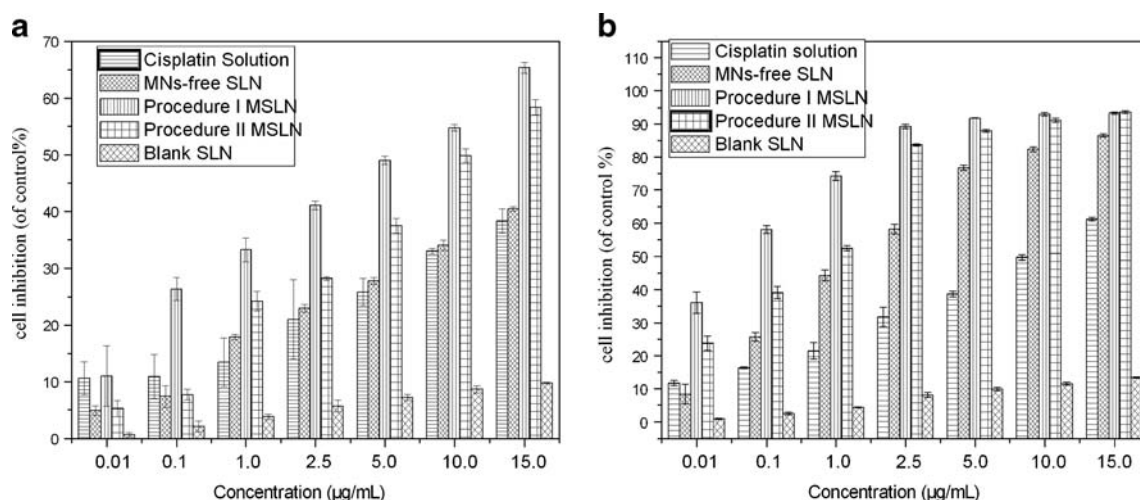 a
70
60
50
40
30
20
10
0
cell inhibition (of control%)
Cisplatin Solution
MNs-free SLN
Procedure I MSLN
Procedure II MSLN
Blank SLN
0.01 0.1 1.0 2.5 5.0 10.0 15.0
Concentration (μg/mL)
b
110
100
90
80
70
60
50
40
30
20
10
0
cell inhibition (of control%)
Cisplatin solution
MNs-free SLN
Procedure I MSLN
Procedure II MSLN
Blank SLN
0.01 0.1 1.0 2.5 5.0 10.0 15.0
Concentration (μg/mL)